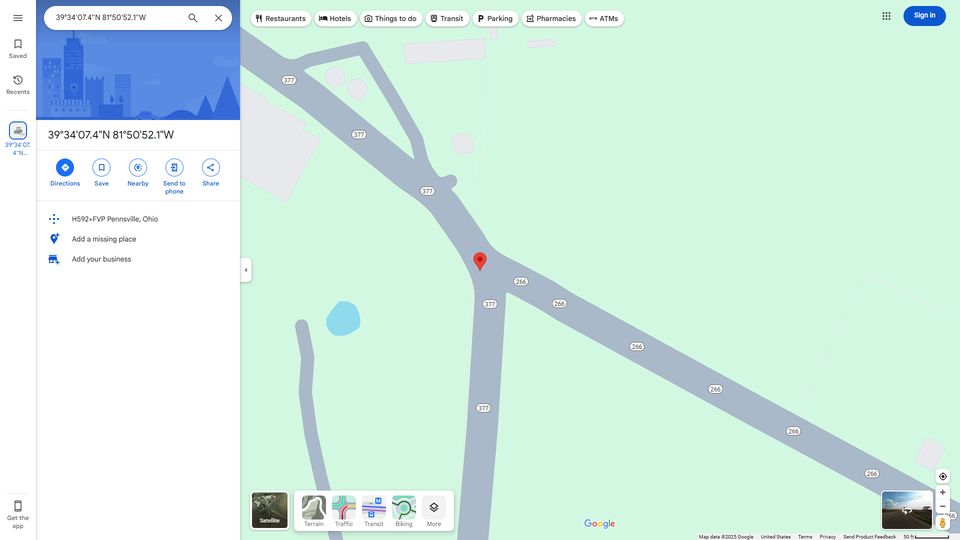 39°34'07.4"N 81°50'52.1"W
Restaurants
Hotels
Things to do
Transit
Parking
Pharmacies
ATMs
Sign in
Saved
Recents
39°34'07.
4"N...
39°34'07.4"N 81°50'52.1"W
Directions
Save
Nearby
Send to
phone
Share
H592+FVP Pennsville, Ohio
Add a missing place
Add your business
Get the
app
377
377
377
377
377
266
266
266
266
266
266
266
Satellite
Terrain
Traffic
Transit
Biking
More
M
Google
Map data ©2025 Google
United States
Terms
Privacy
Send Product Feedback
50 ft